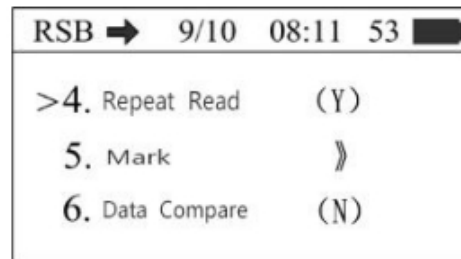 RSB ➡ 9/10 08:11 53
>4. Repeat Read (Y)
5. Mark 》
6. Data Compare (N)